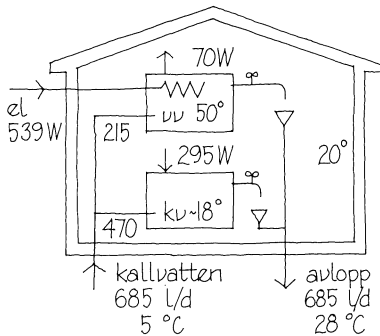 70W
el
539W
vv 50°
215
20°
295W
kv~18°
470
kallvatten
685 l/d
5 °C
avlopp
685 l/d
28 °C